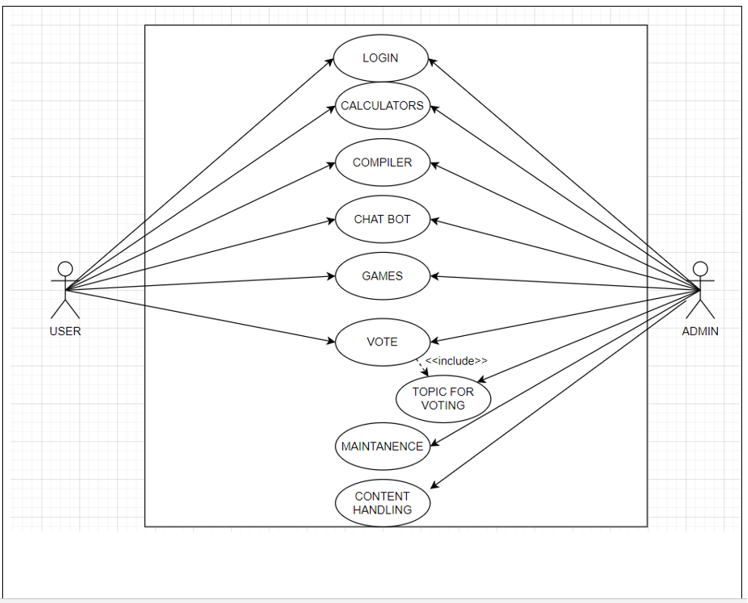 LOGIN
CALCULATORS
COMPILER
CHAT BOT
GAMES
USER
ADMIN
VOTE
<<include>>
TOPIC FOR
VOTING
MAINTANENCE
CONTENT
HANDLING